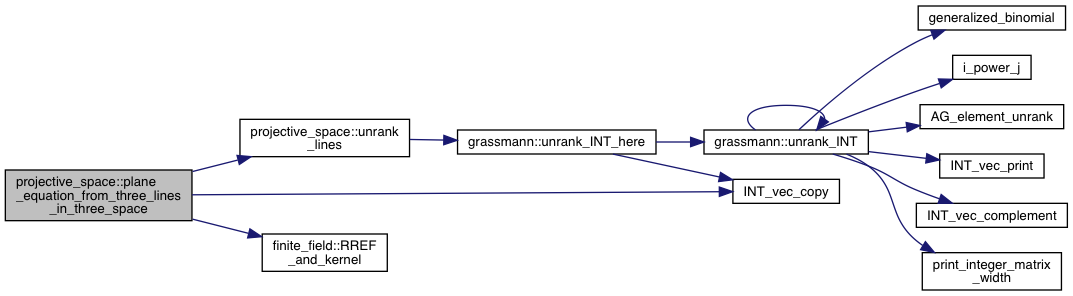 projective_space::plane
_equation_from_three_lines
_in_three_space
projective_space::unrank
_lines
finite_field::RREF
_and_kernel
grassmann::unrank_INT_here
INT_vec_copy
grassmann::unrank_INT
generalized_binomial
i_power_j
AG_element_unrank
INT_vec_print
INT_vec_complement
print_integer_matrix
_width